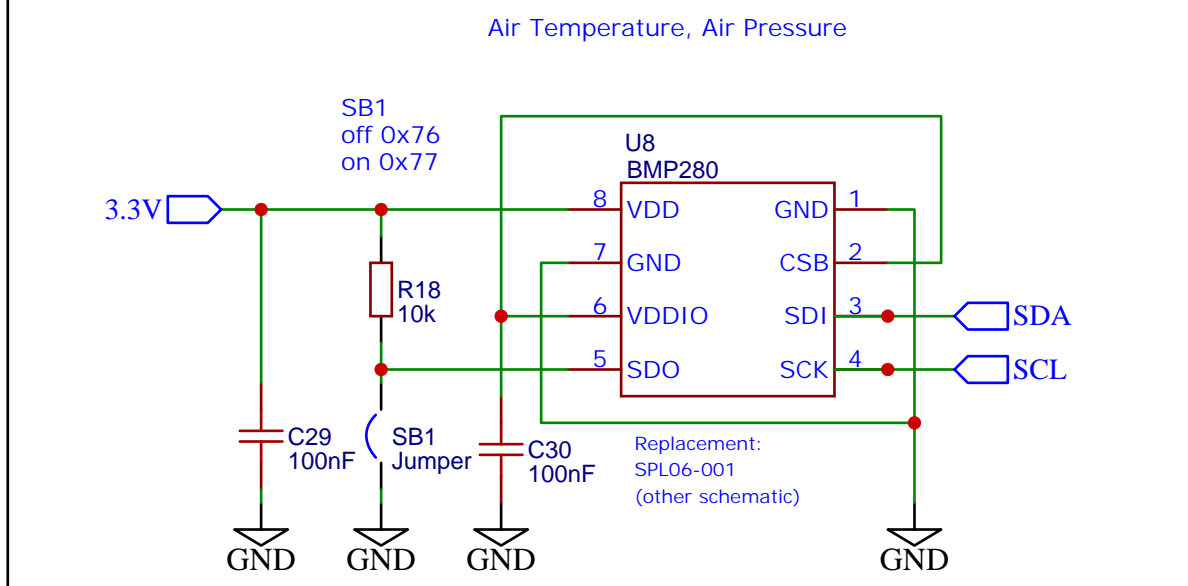 Air Temperature, Air Pressure
SB1
off 0x76
on 0x77
U8
BMP280
3.3V
8
VDD
GND
1
7
GND
CSB
2
R18
10k
6
VDDIO
SDI
3
SDA
5
SDO
SCK
4
SCL
C29
100nF
SB1
Jumper
C30
100nF
Replacement:
SPL06-001
(other schematic)
GND
GND
GND
GND